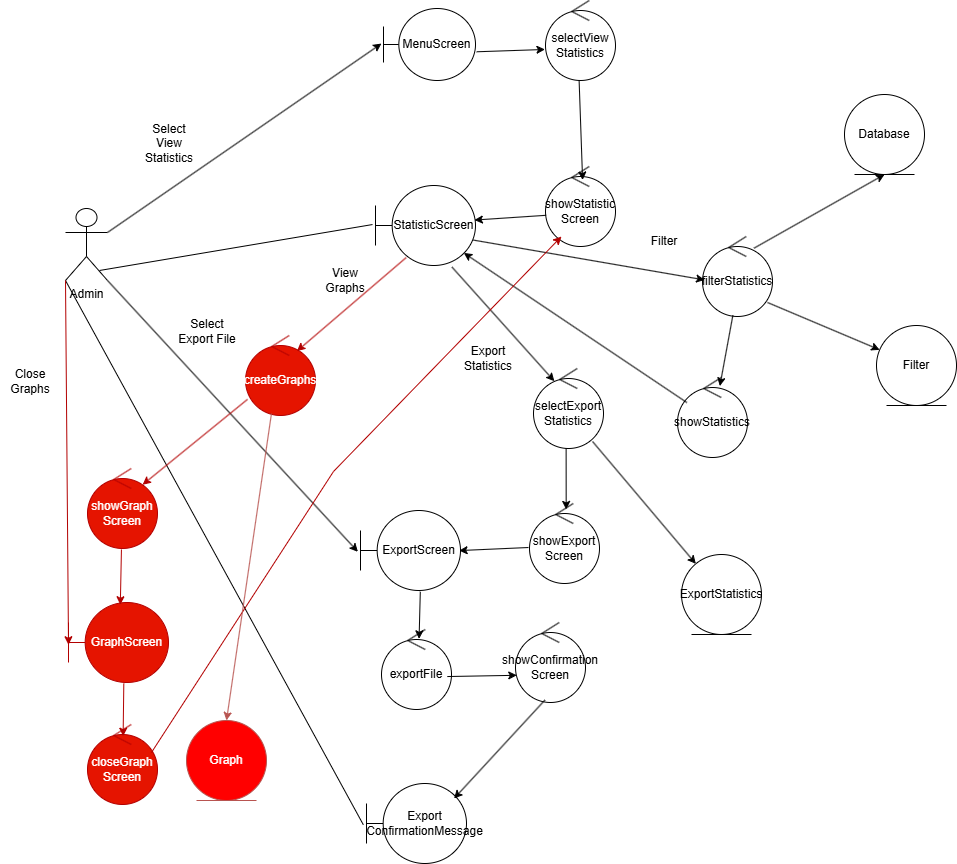 MenuScreen
selectView
Statistics
Database
Select
View
Statistics
showStatistic
Screen
StatisticScreen
Filter
filterStatistics
Admin
View
Graphs
Select
Export File
Export
Statistics
Filter
Close
Graphs
createGraphs
selectExport
Statistics
showStatistics
showGraph
Screen
ExportScreen
showExport
Screen
ExportStatistics
GraphScreen
exportFile
showConfirmation
Screen
closeGraph
Screen
Graph
Export
ConfirmationMessage